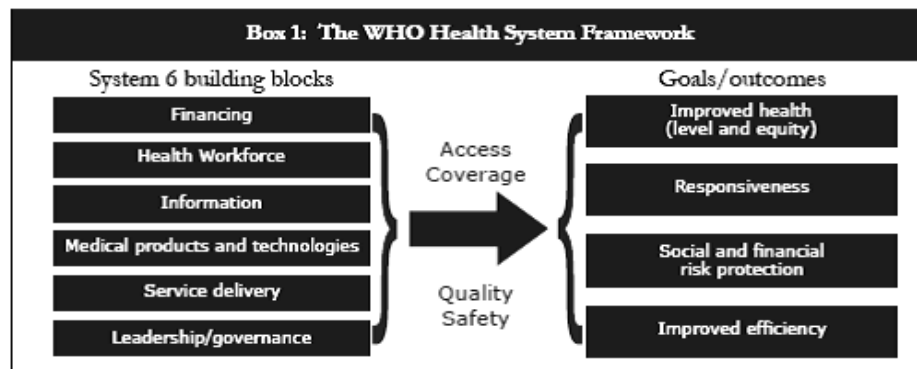 Box 1: The WHO Health System Framework
System 6 building blocks
Financing
Health Workforce
Information
Medical products and technologies
Service delivery
Leadership/governance
Access
Coverage
Quality
Safety
Goals/outcomes
Improved health
(level and equity)
Responsiveness
Social and financial
risk protection
Improved efficiency